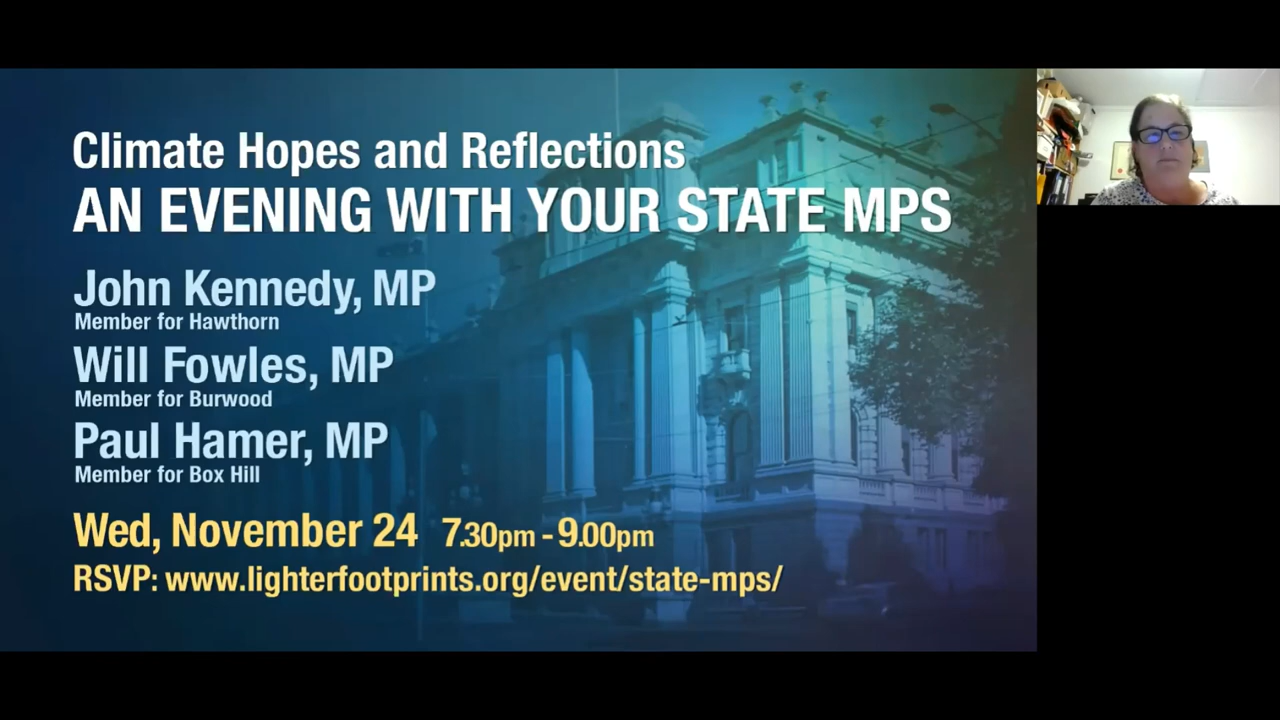 Climate Hopes and Reflections
AN EVENING WITH YOUR STATE MPS
John Kennedy, MP
Member for Hawthorn
Will Fowles, MP
Member for Burwood
Paul Hamer, MP
Member for Box Hill
Wed, November 24 7.30pm - 9.00pm
RSVP: www.lighterfootprints.org/event/state-mps/